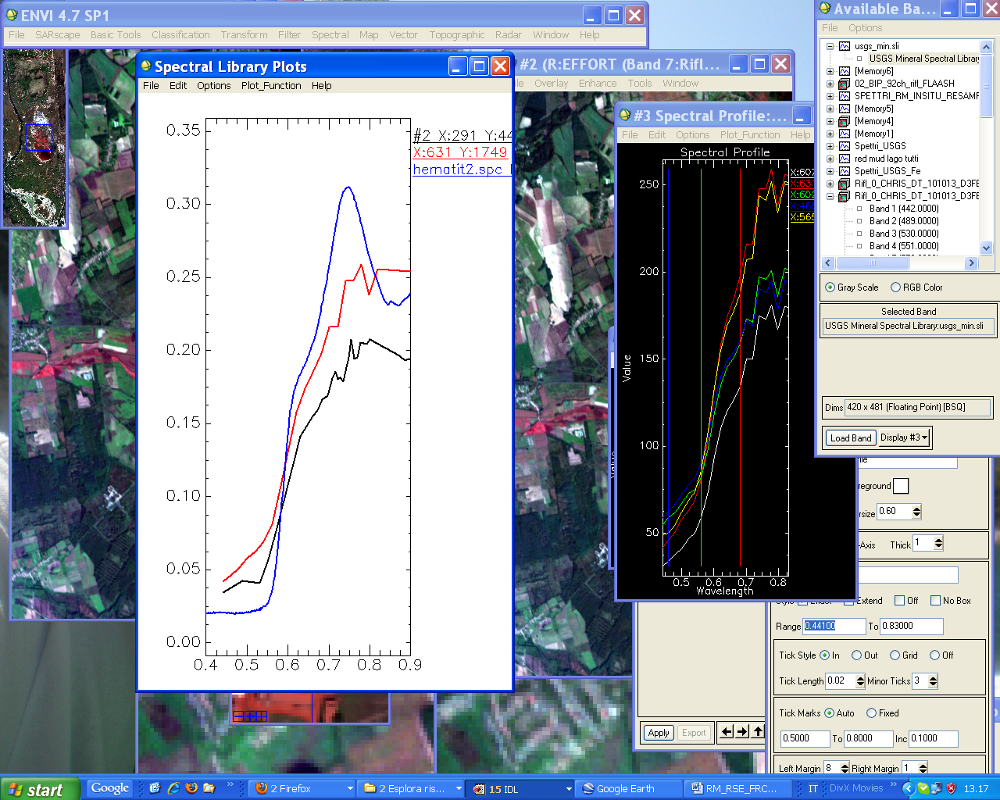 ENVI 4.7 SP1
File SARscape Basic Tools Classification Transform Filter Spectral Map Vector Topographic Radar Window Help
Spectral Library Plots
File Edit Options Plot_Function Help
0.35
0.30
0.25
0.20
0.15
0.10
0.05
0.00
0.4 0.5 0.6 0.7 0.8 0.9
#2 X:291 Y:44
X:631 Y:1749
hematit2.spc
#2 (R:EFFORT (Band 7:Rifl...
Overlay Enhance Tools Window
#3 Spectral Profile:...
File Edit Options Plot_Function Help
Spectral Profile
250
200
150
100
50
Value
0.5 0.6 0.7 0.8
Wavelength
X:607
X:631
X:602
X:485
X:565
Available Ba...
File Options
usgs_min.sli
USGS Mineral Spectral Library
[Memory6]
02_BIP_92ch_rifl_FLAASH
SPETTRI_RM_INSITU_RESAMP
[Memory5]
[Memory4]
[Memory1]
Spettri_USGS
red mud lago tutti
Spettri_USGS_Fe
Rifl_0_CHRIS_DT_101013_D3FE
Rifl_0_CHRIS_DT_101013_D3FE
Band 1 (442.0000)
Band 2 (489.0000)
Band 3 (530.0000)
Band 4 (551.0000)
Gray Scale RGB Color
Selected Band
USGS Mineral Spectral Library:usgs_min.sli
Dims 420 x 481 (Floating Point) [BSQ]
Load Band Display #3
reground
rsize 0.60
-Axis Thick 1
Style Extend Off No Box
Range 0.44100 To 0.83000
Tick Style In Out Grid Off
Tick Length 0.02 Minor Ticks 3
Tick Marks Auto Fixed
0.5000 To 0.8000 Inc 0.1000
Left Margin 8 Right Margin 1
Apply Export
start Google 2 Firefox 2 Esplora ris... 15 IDL Google Earth RM_RSE_FRC... IT DivX Movies 13.17